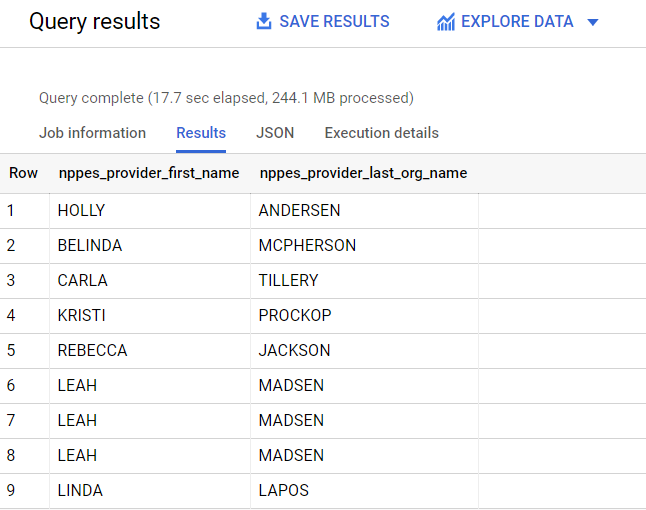 Query results SAVE RESULTS EXPLORE DATA
Query complete (17.7 sec elapsed, 244.1 MB processed)
Job information Results JSON Execution details
Row nppes_provider_first_name nppes_provider_last_org_name
1 HOLLY ANDERSEN
2 BELINDA MCPHERSON
3 CARLA TILLERY
4 KRISTI PROCKOP
5 REBECCA JACKSON
6 LEAH MADSEN
7 LEAH MADSEN
8 LEAH MADSEN
9 LINDA LAPOS